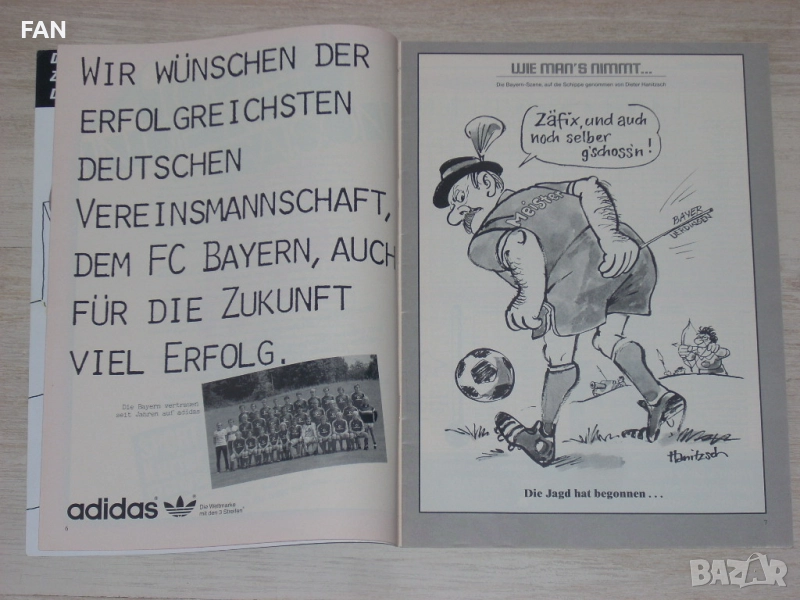 FAN
WIR WÜNSCHEN DER
ERFOLGREICHSTEN
DEUTSCHEN
VEREINSMANNSCHAFT,
DEM FC BAYERN, AUCH
FÜR DIE ZUKUNFT
VIEL ERFOLG.
Die Bayern vertrauen
seit Jahren auf adidas
adidas
Die Weltmarke
mit den 3 Streifen
6
WIE MAN'S NIMMT...
Die Bayern-Szene, auf die Schippe genommen von Dieter Hanitzsch
Zäfix, und auch
noch selber
g'schoss'n!
Meister
BAYER
UERDINGEN
Hanitzsch
Die Jagd hat begonnen . . .
BAZAR